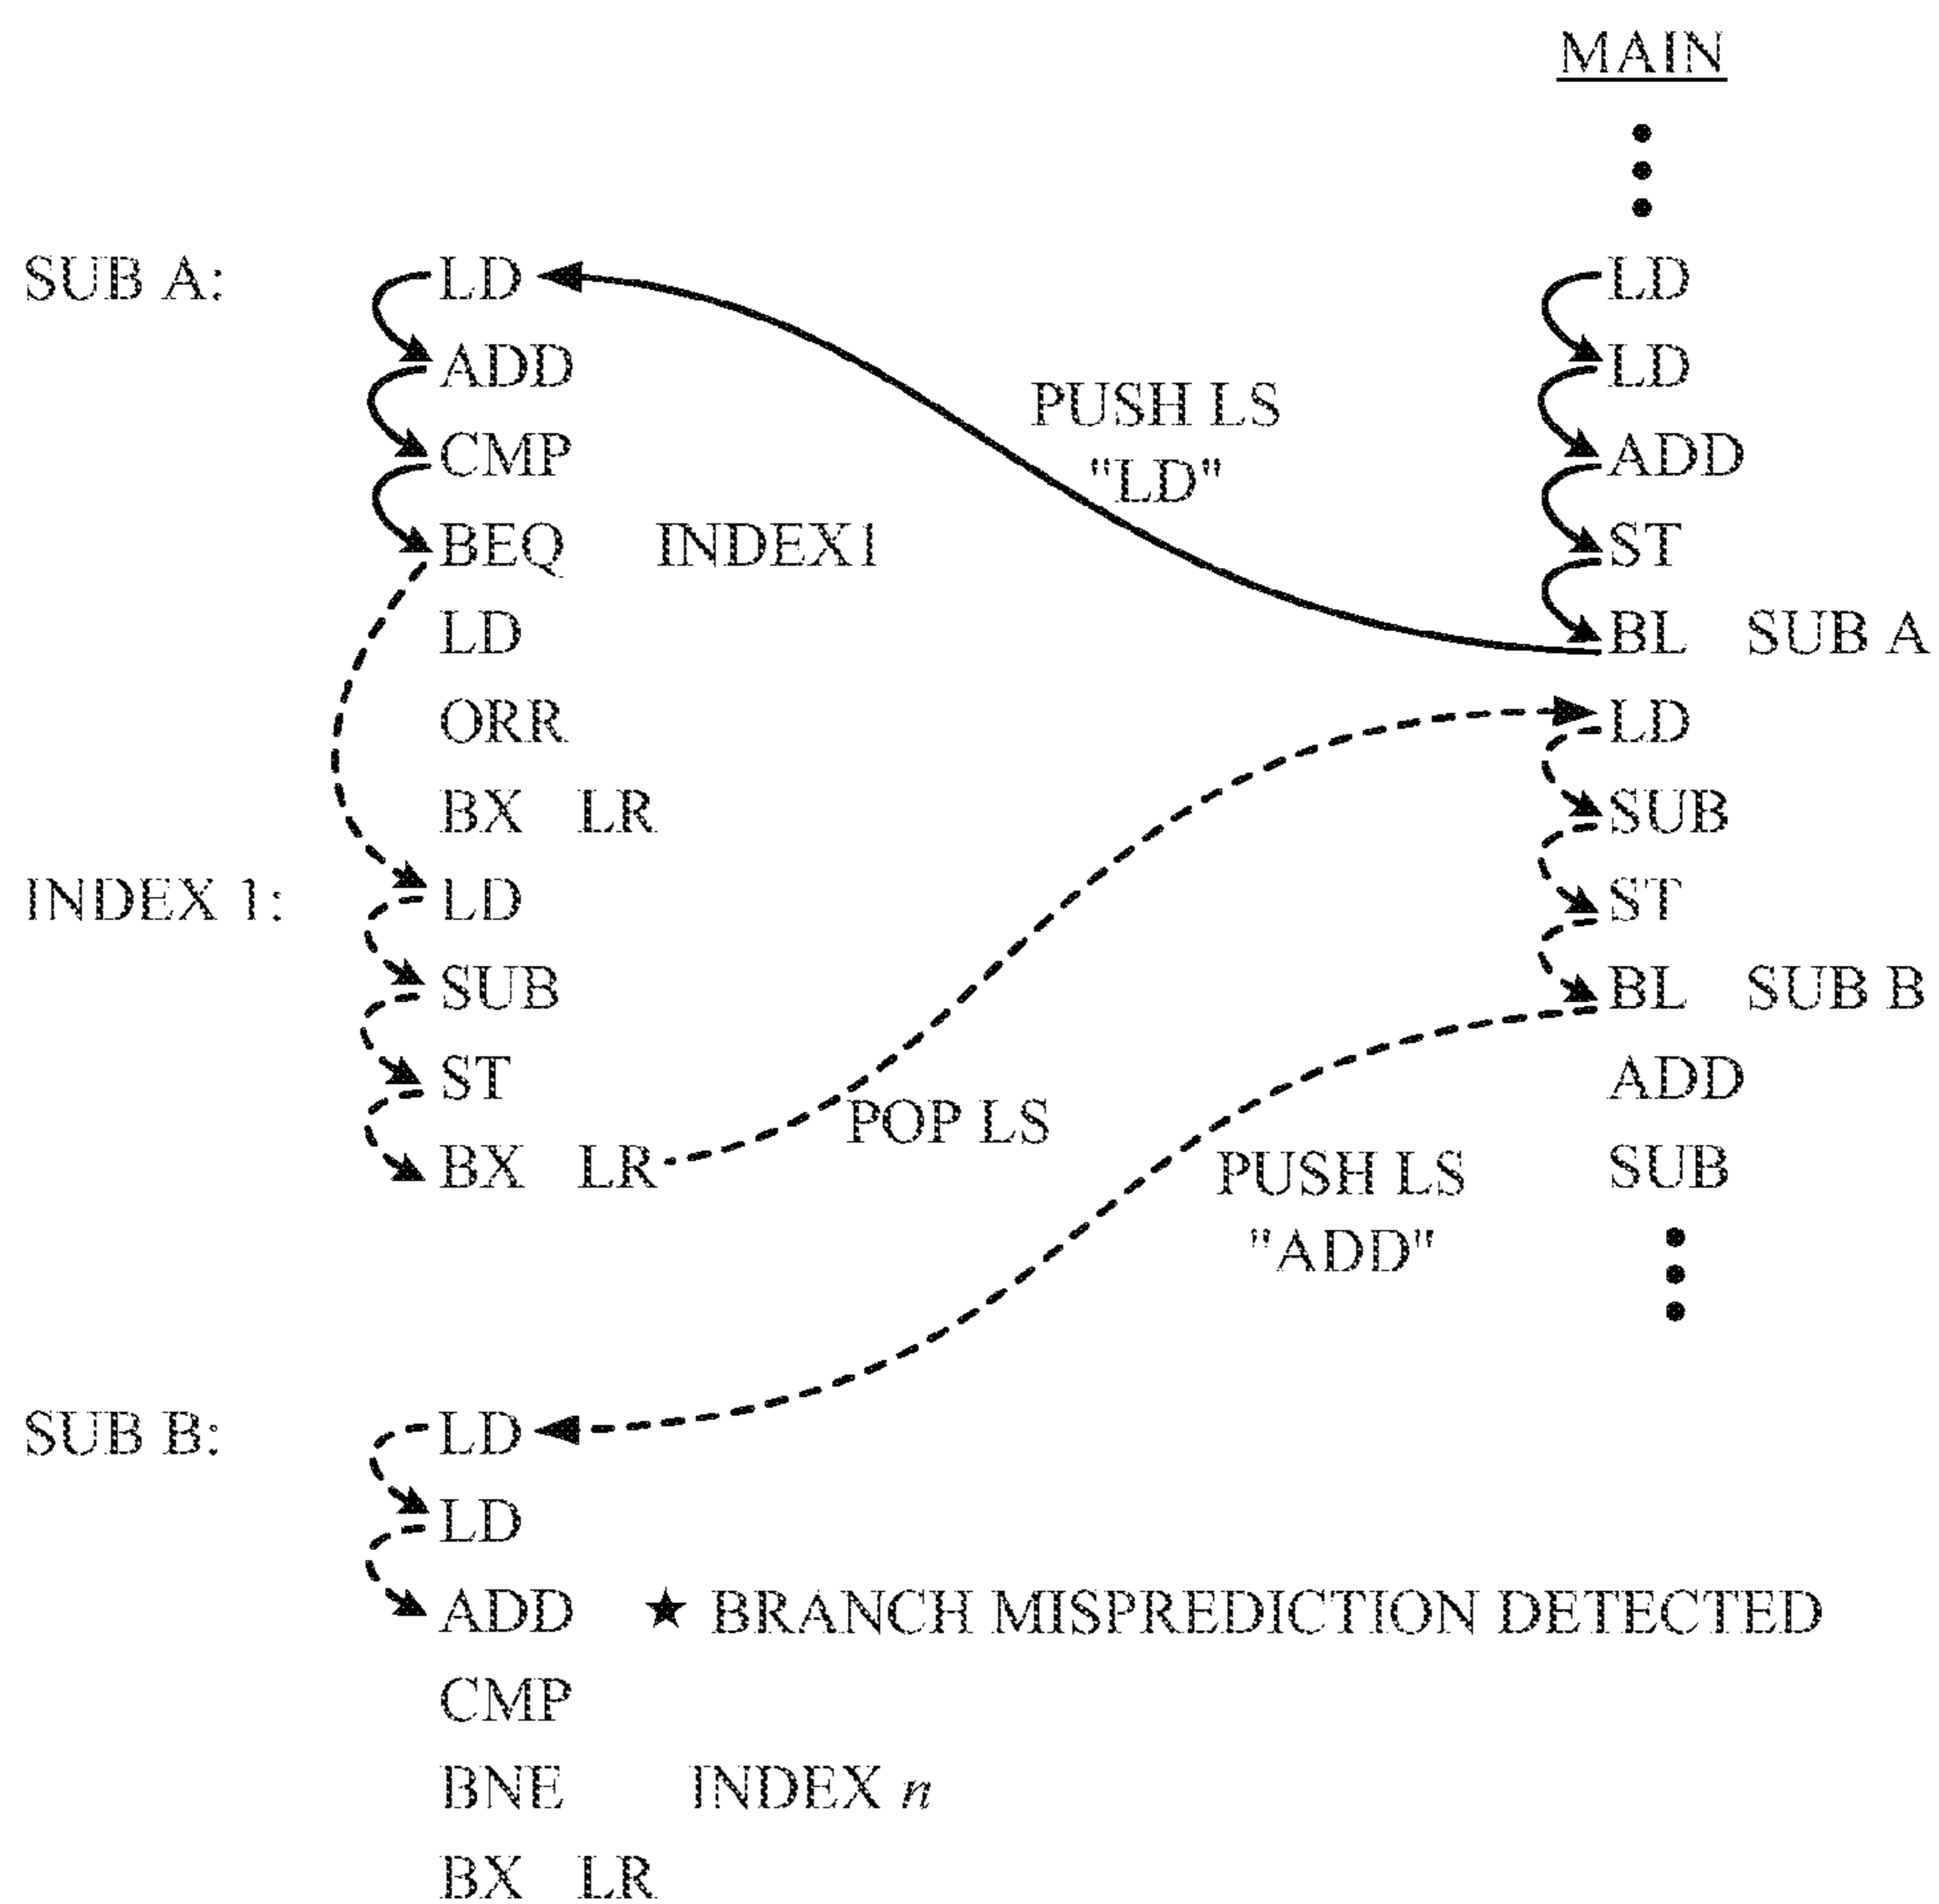 MAIN
SUB A: LD LD
ADD LD
PUSH LS
"LD"
CMP ADD
BEQ INDEX1 ST
LD BL SUB A
ORR LD
BX LR SUB
INDEX 1: LD ST
SUB BL SUB B
ST ADD
POP LS
BX LR SUB
PUSH LS
"ADD"
SUB B: LD
LD
ADD ★ BRANCH MISPREDICTION DETECTED
CMP
BNE INDEX n
BX LR